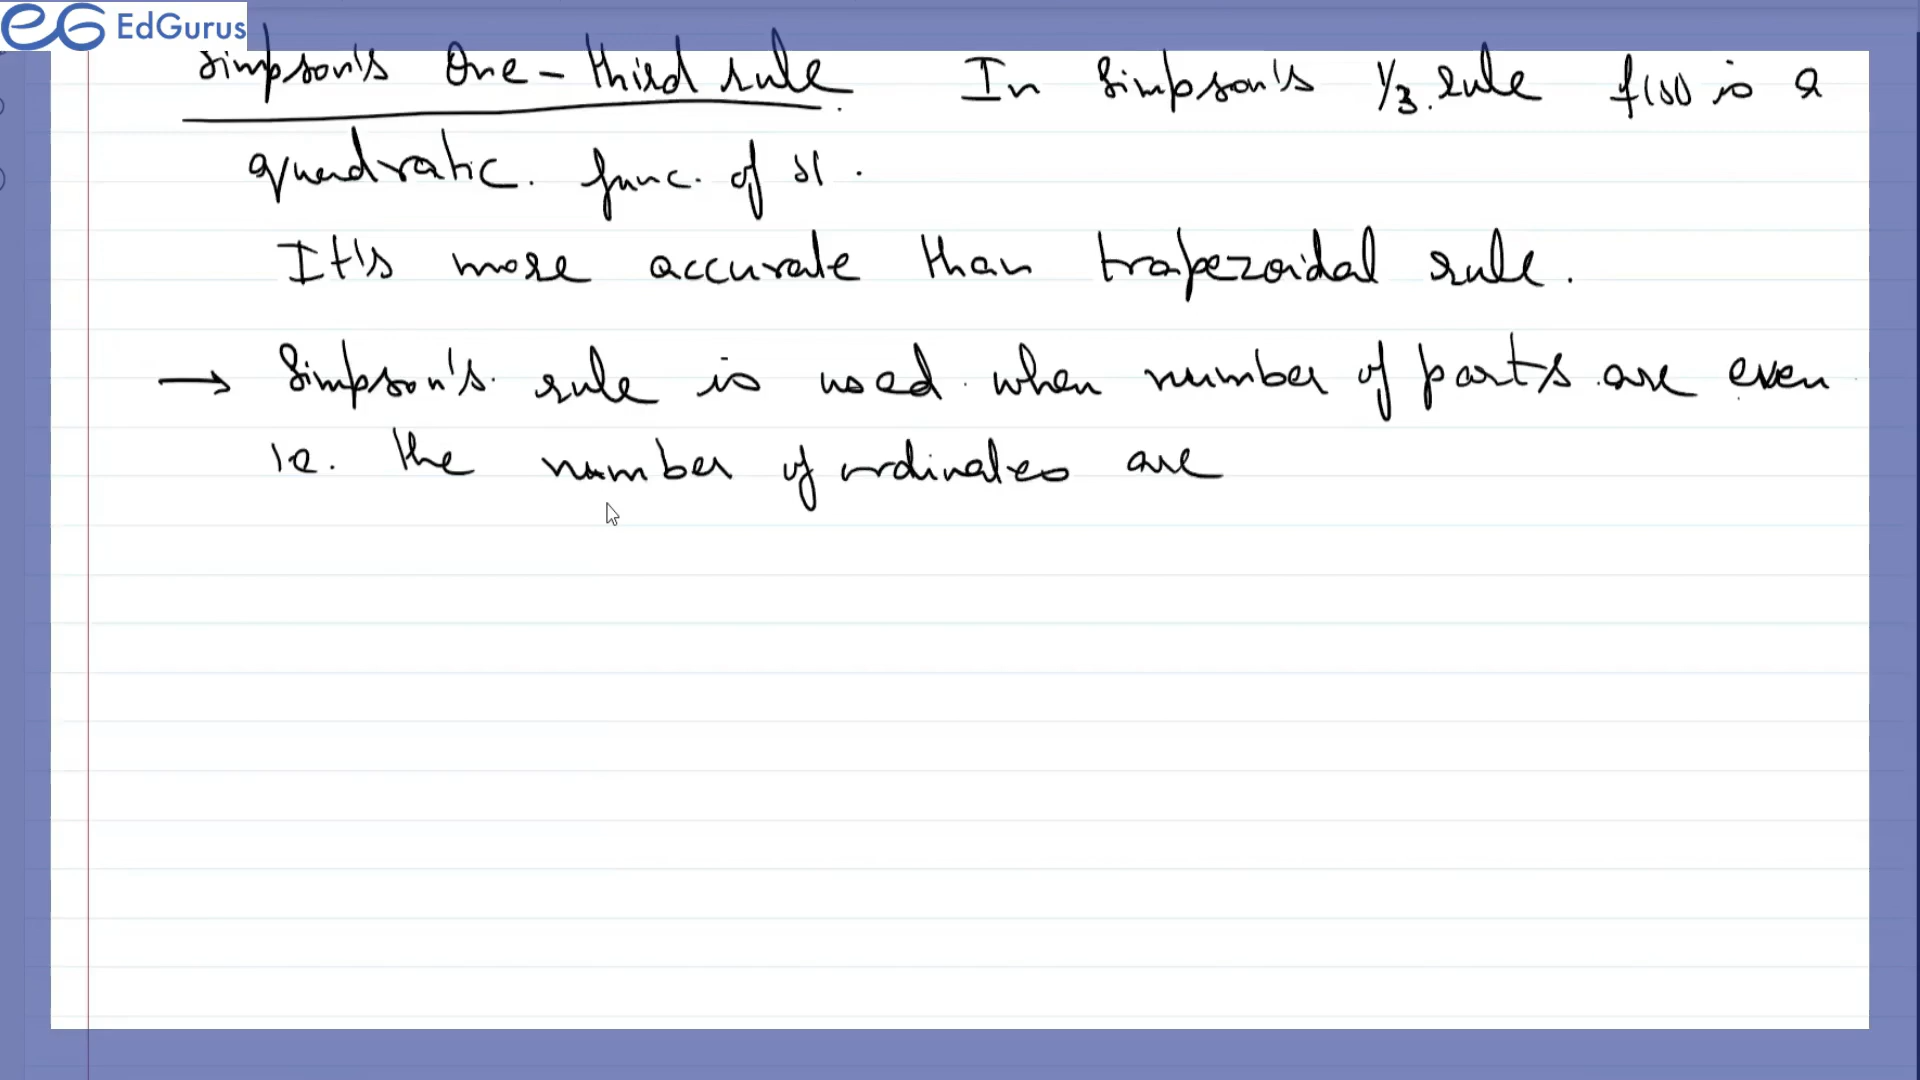 EG EdGurus
Simpson's One-third rule. In Simpson's 1/3 rule f(x) is a
quadratic. func. of x.
It's more accurate than trapezoidal rule.
→ Simpson's rule is used when number of parts are even
ie. the number of ordinates are